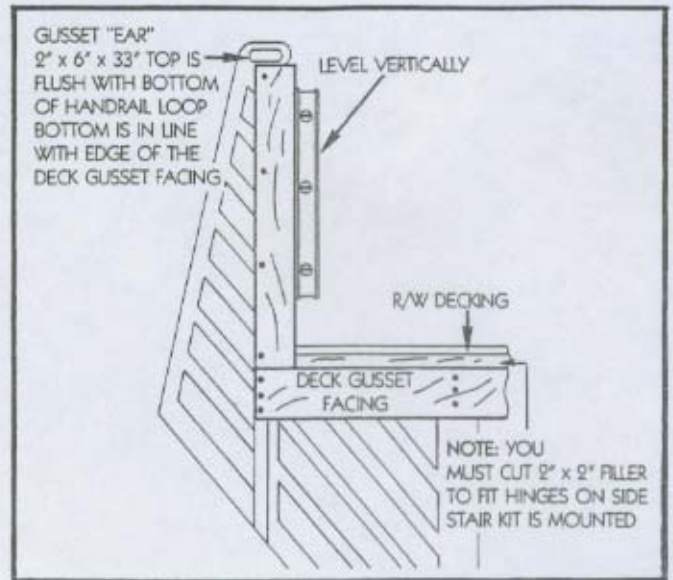 GUSSET "EAR"
2" x 6" x 33" TOP IS
FLUSH WITH BOTTOM
OF HANDRAIL LOOP
BOTTOM IS IN LINE
WITH EDGE OF THE
DECK GUSSET FACING
LEVEL VERTICALLY
R/W DECKING
DECK GUSSET
FACING
NOTE: YOU
MUST CUT 2" x 2" FILLER
TO FIT HINGES ON SIDE
STAIR KIT IS MOUNTED